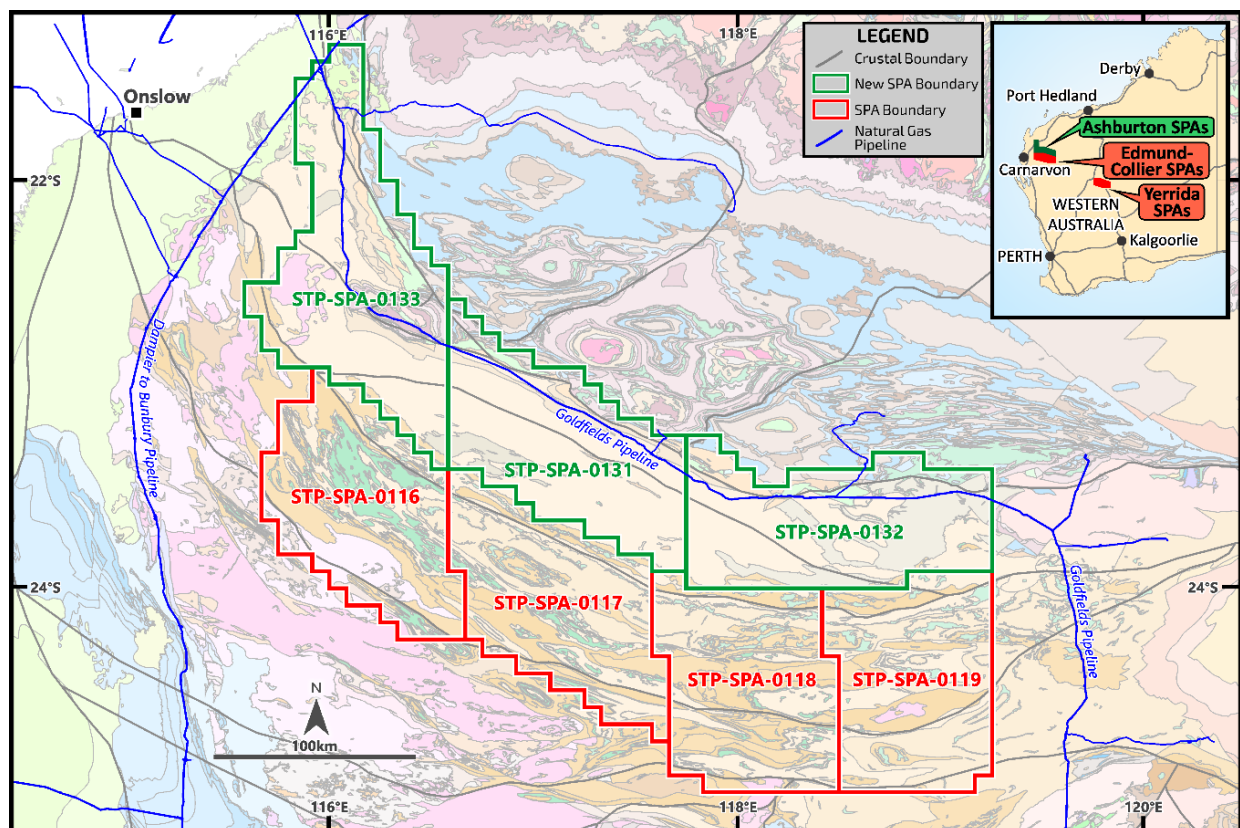 116°E
118°E
LEGEND
Crustal Boundary
New SPA Boundary
SPA Boundary
Natural Gas
Pipeline
Derby
Port Hedland
Ashburton SPAs
Edmund-
Collier SPAs
Carnarvon
Yerrida
SPAs
WESTERN
AUSTRALIA
Kalgoorlie
PERTH
Onslow
22°S
STP-SPA-0133
Dampier to Bunbury Pipeline
Goldfields Pipeline
STP-SPA-0131
STP-SPA-0116
STP-SPA-0132
24°S
24°S
STP-SPA-0117
Goldfields Pipeline
STP-SPA-0118
STP-SPA-0119
N
100km
116°E
118°E
120°E